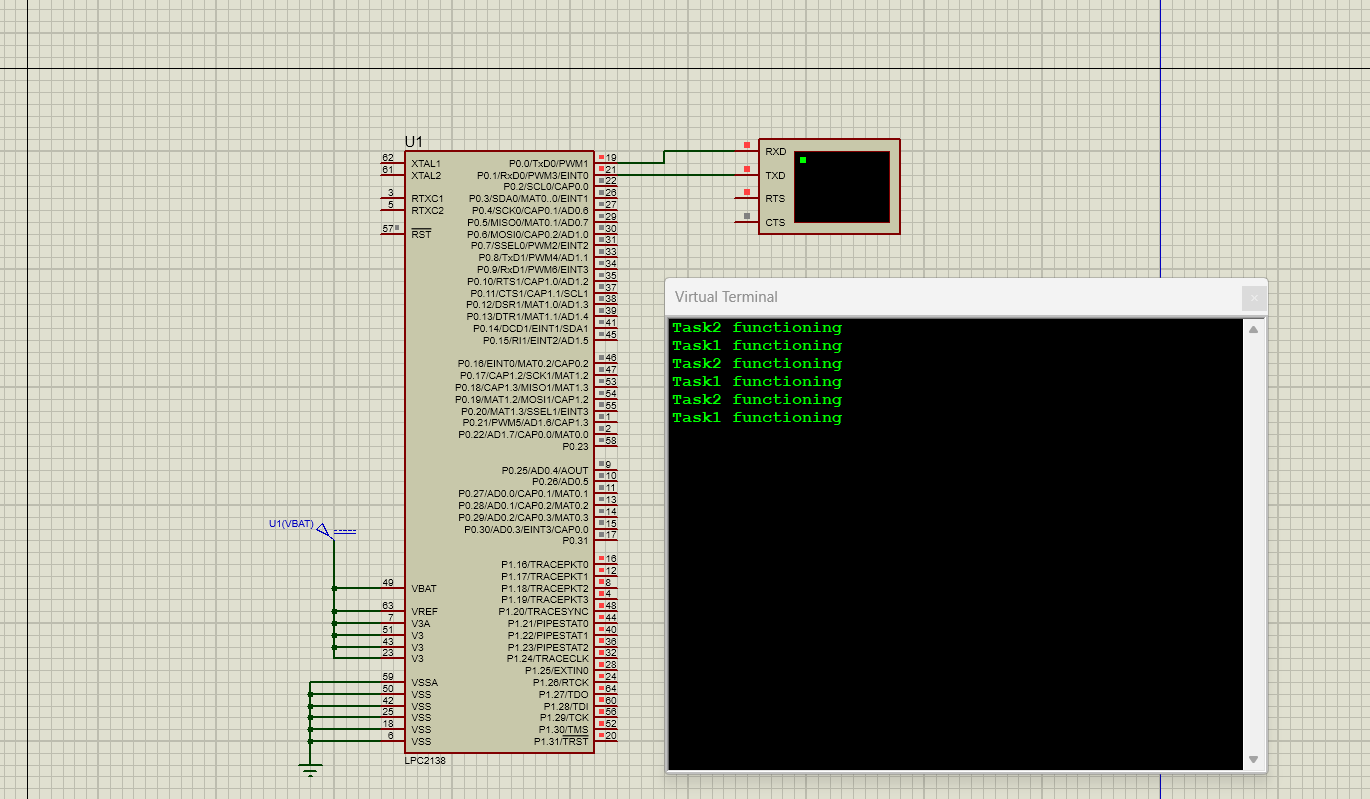 U1
62 XTAL1
61 XTAL2
3 RTXC1
5 RTXC2
57 RST
49 VBAT
63 VREF
7 V3A
51 V3
43 V3
23 V3
59 VSSA
50 VSS
42 VSS
25 VSS
18 VSS
6 VSS
P0.0/TxD0/PWM1 19
P0.1/RxD0/PWM3/EINT0 21
P0.2/SCL0/CAP0.0 22
P0.3/SDA0/MAT0..0/EINT1 26
P0.4/SCK0/CAP0.1/AD0.6 27
P0.5/MISO0/MAT0.1/AD0.7 29
P0.6/MOSI0/CAP0.2/AD1.0 30
P0.7/SSEL0/PWM2/EINT2 31
P0.8/TxD1/PWM4/AD1.1 33
P0.9/RxD1/PWM6/EINT3 34
P0.10/RTS1/CAP1.0/AD1.2 35
P0.11/CTS1/CAP1.1/SCL1 37
P0.12/DSR1/MAT1.0/AD1.3 38
P0.13/DTR1/MAT1.1/AD1.4 39
P0.14/DCD1/EINT1/SDA1 41
P0.15/RI1/EINT2/AD1.5 45
P0.16/EINT0/MAT0.2/CAP0.2 46
P0.17/CAP1.2/SCK1/MAT1.2 47
P0.18/CAP1.3/MISO1/MAT1.3 53
P0.19/MAT1.2/MOSI1/CAP1.2 54
P0.20/MAT1.3/SSEL1/EINT3 55
P0.21/PWM5/AD1.6/CAP1.3 1
P0.22/AD1.7/CAP0.0/MAT0.0 2
P0.23 58
P0.25/AD0.4/AOUT 9
P0.26/AD0.5 10
P0.27/AD0.0/CAP0.1/MAT0.1 11
P0.28/AD0.1/CAP0.2/MAT0.2 13
P0.29/AD0.2/CAP0.3/MAT0.3 14
P0.30/AD0.3/EINT3/CAP0.0 15
P0.31 17
P1.16/TRACEPKT0 16
P1.17/TRACEPKT1 12
P1.18/TRACEPKT2 8
P1.19/TRACEPKT3 4
P1.20/TRACESYNC 48
P1.21/PIPESTAT0 44
P1.22/PIPESTAT1 40
P1.23/PIPESTAT2 36
P1.24/TRACECLK 32
P1.25/EXTIN0 28
P1.26/RTCK 24
P1.27/TDO 64
P1.28/TDI 60
P1.29/TCK 56
P1.30/TMS 52
P1.31/TRST 20
LPC2138
U1(VBAT)
RXD
TXD
RTS
CTS
Virtual Terminal
Task2 functioning
Task1 functioning
Task2 functioning
Task1 functioning
Task2 functioning
Task1 functioning